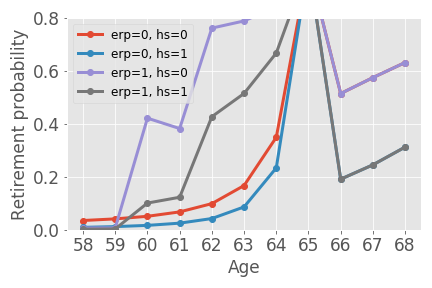 0.8
0.6
0.4
0.2
0.0
Retirement probability
erp=0, hs=0
erp=0, hs=1
erp=1, hs=0
erp=1, hs=1
58 59 60 61 62 63 64 65 66 67 68
Age